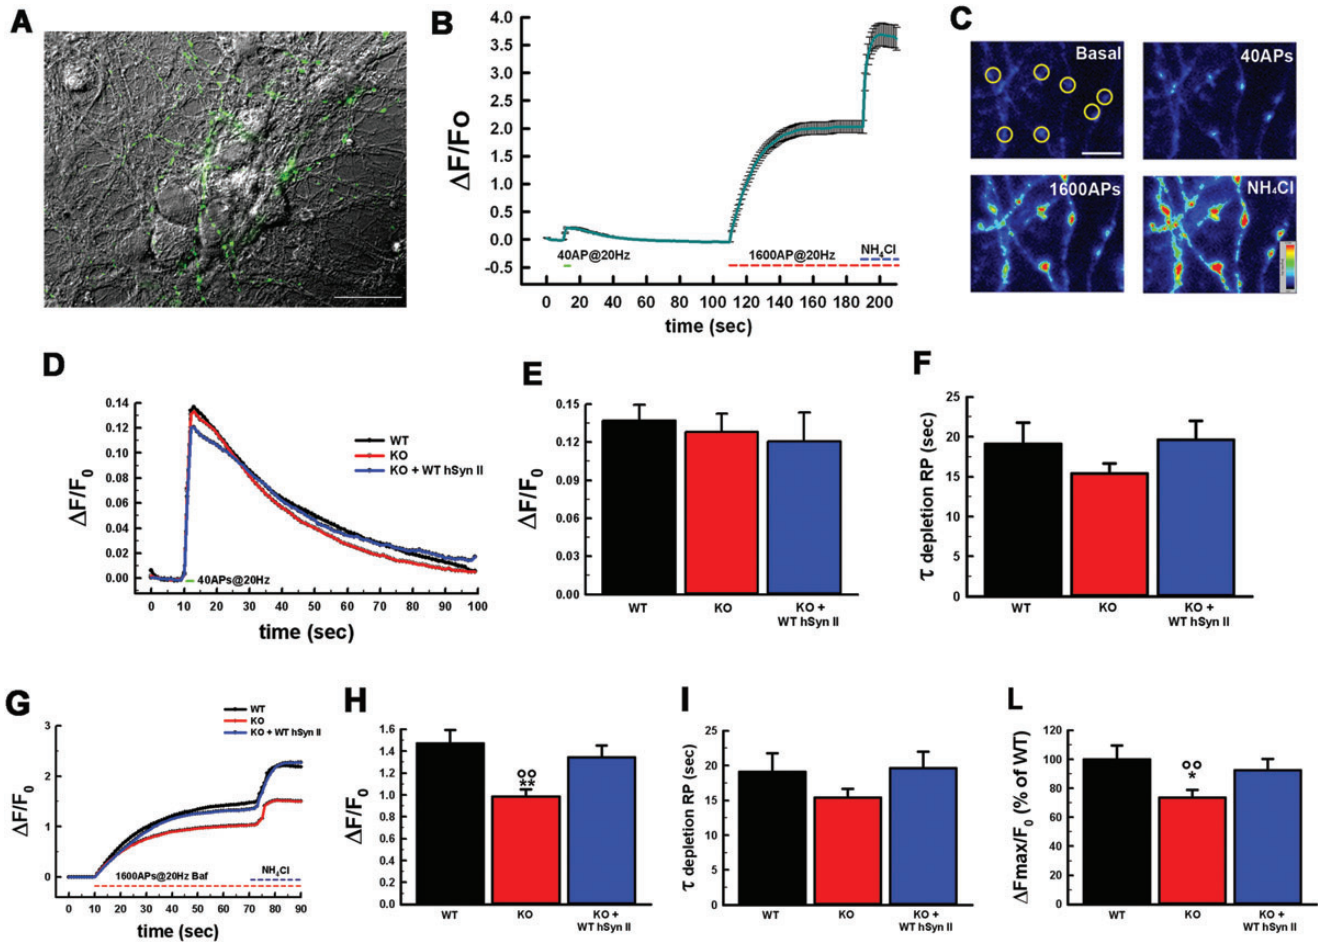 A
B
4.0
3.5
3.0
2.5
2.0
1.5
1.0
0.5
0.0
-0.5
ΔF/Fo
40AP@20Hz
1600AP@20Hz
NH₄Cl
0 20 40 60 80 100 120 140 160 180 200
time (sec)
C
Basal
40APs
1600APs
NH₄Cl
D
0.14
0.12
0.10
0.08
0.06
0.04
0.02
0.00
ΔF/F₀
WT
KO
KO + WT hSyn II
40APs@20Hz
0 10 20 30 40 50 60 70 80 90 100
time (sec)
E
0.15
0.12
0.09
0.06
0.03
0.00
ΔF/F₀
WT KO KO +
WT hSyn II
F
25
20
15
10
5
0
τ depletion RP (sec)
WT KO KO +
WT hSyn II
G
3
2
1
0
ΔF/F₀
WT
KO
KO + WT hSyn II
1600APs@20Hz Baf
NH₄Cl
0 10 20 30 40 50 60 70 80 90
time (sec)
H
1.6
1.4
1.2
1.0
0.8
0.6
0.4
0.2
0.0
ΔF/F₀
°°
**
WT KO KO +
WT hSyn II
I
25
20
15
10
5
0
τ depletion RP (sec)
WT KO KO +
WT hSyn II
L
120
100
80
60
40
20
0
ΔFmax/F₀ (% of WT)
°°
*
WT KO KO +
WT hSyn II